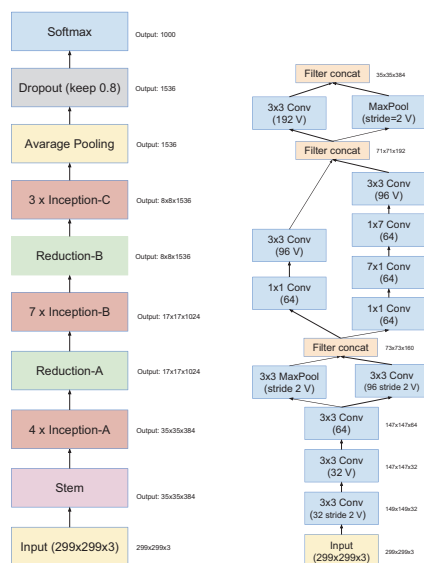 Softmax
Output: 1000
Dropout (keep 0.8)
Output: 1536
Avarage Pooling
Output: 1536
3 x Inception-C
Output: 8x8x1536
Reduction-B
Output: 8x8x1536
7 x Inception-B
Output: 17x17x1024
Reduction-A
Output: 17x17x1024
4 x Inception-A
Output: 35x35x384
Stem
Output: 35x35x384
Input (299x299x3)
299x299x3
Filter concat
35x35x384
3x3 Conv
(192 V)
MaxPool
(stride=2 V)
Filter concat
71x71x192
3x3 Conv
(96 V)
1x7 Conv
(64)
3x3 Conv
(96 V)
7x1 Conv
(64)
1x1 Conv
(64)
1x1 Conv
(64)
Filter concat
73x73x160
3x3 MaxPool
(stride 2 V)
3x3 Conv
(96 stride 2 V)
3x3 Conv
(64)
147x147x64
3x3 Conv
(32 V)
147x147x32
3x3 Conv
(32 stride 2 V)
149x149x32
Input
(299x299x3)
299x299x3